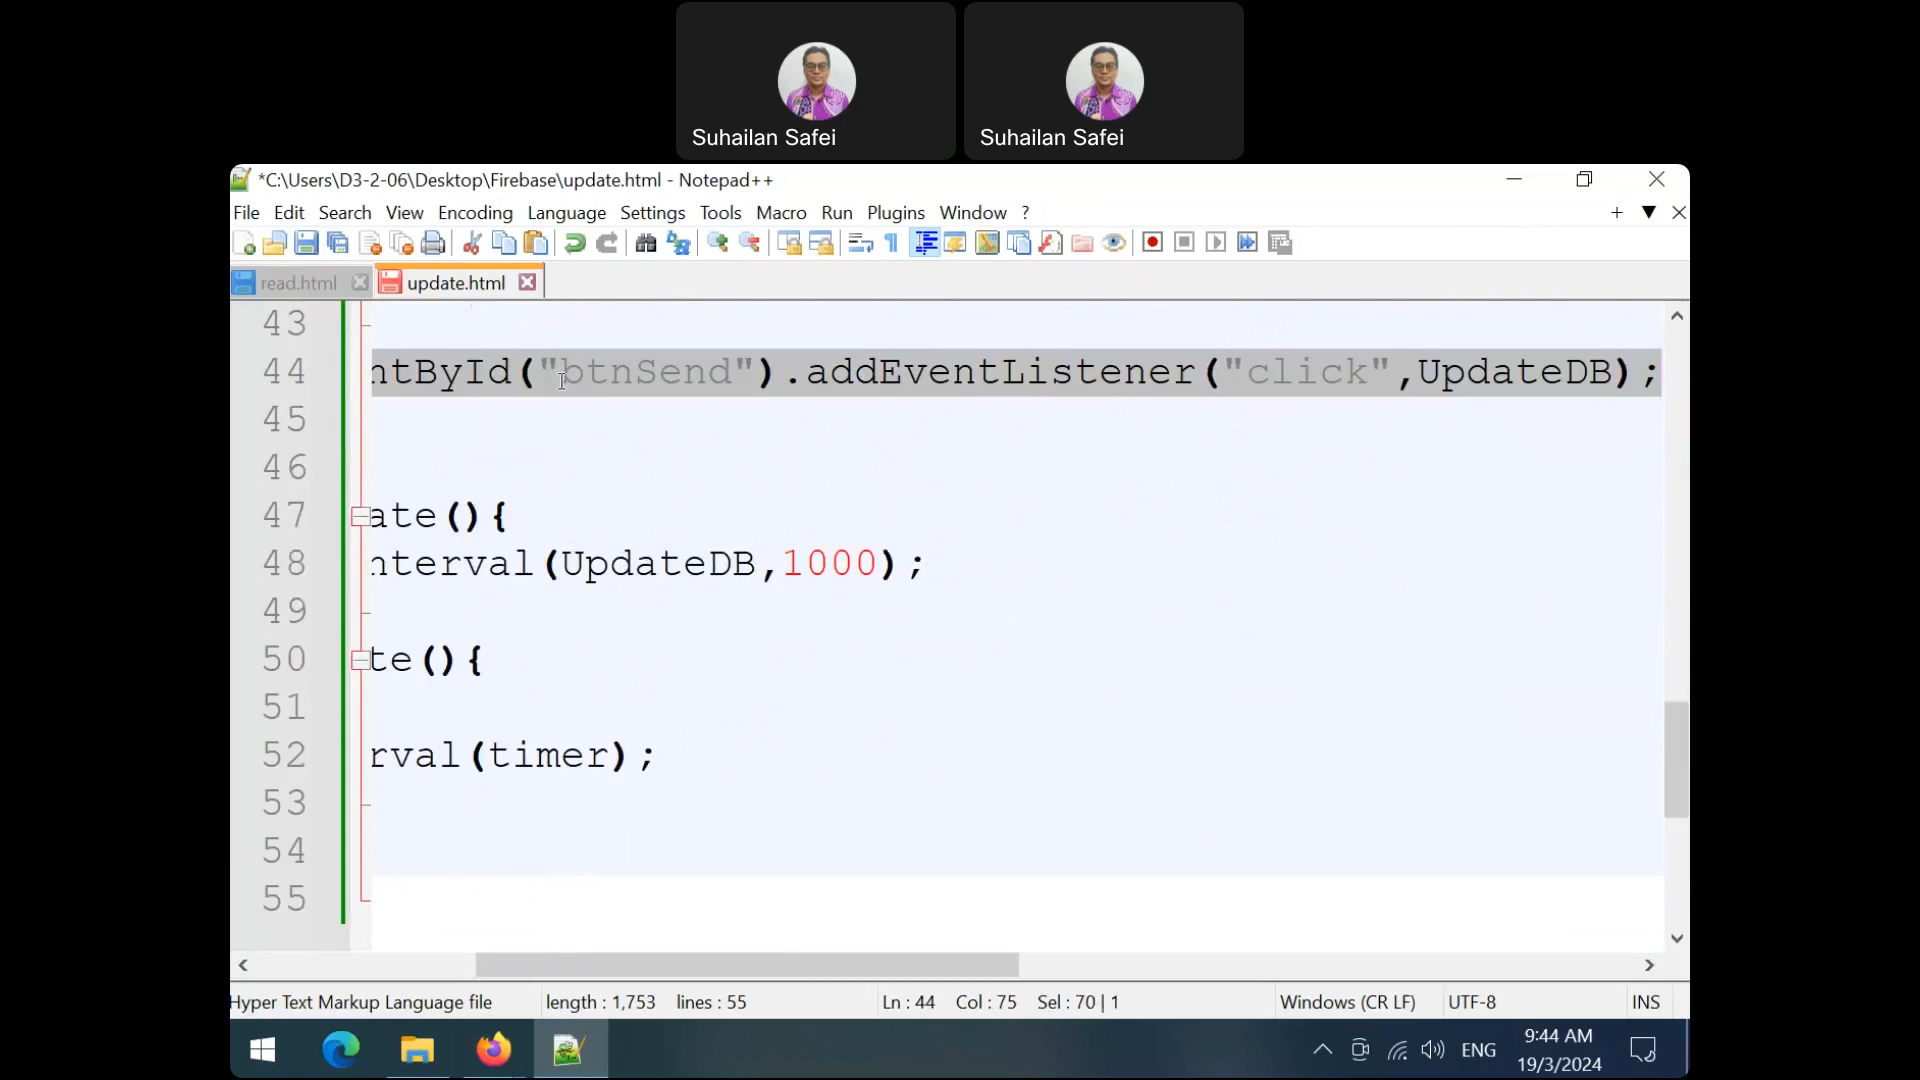 Suhailan Safei
Suhailan Safei
*C:\Users\D3-2-06\Desktop\Firebase\update.html - Notepad++
File Edit Search View Encoding Language Settings Tools Macro Run Plugins Window ?
read.html update.html
43
44 ntById("btnSend").addEventListener("click",UpdateDB);
45
46
47 ate(){
48 nterval(UpdateDB,1000);
49
50 te(){
51
52 rval(timer);
53
54
55
Hyper Text Markup Language file length : 1,753 lines : 55 Ln : 44 Col : 75 Sel : 70 | 1 Windows (CR LF) UTF-8 INS
ENG 9:44 AM
19/3/2024